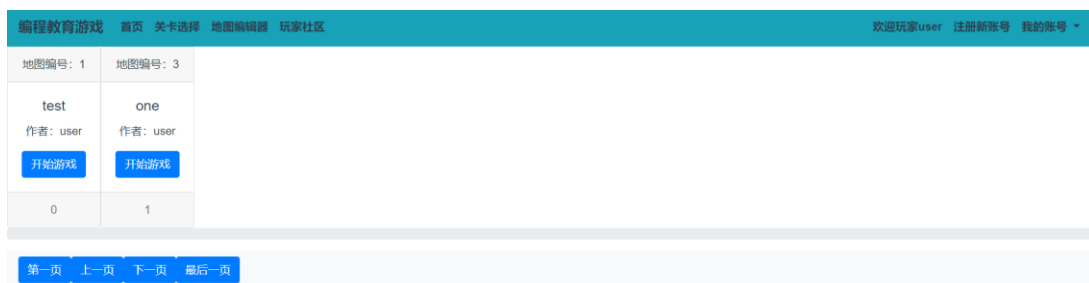 编程教育游戏 首页 关卡选择 地图编辑器 玩家社区 欢迎玩家user 注册新账号 我的账号
地图编号：1 地图编号：3
test one
作者：user 作者：user
开始游戏 开始游戏
0 1
第一页 上一页 下一页 最后一页